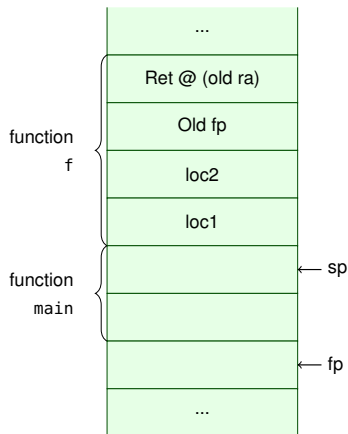 ...
Ret @ (old ra)
Old fp
function
f
loc2
loc1
sp
function
main
fp
...